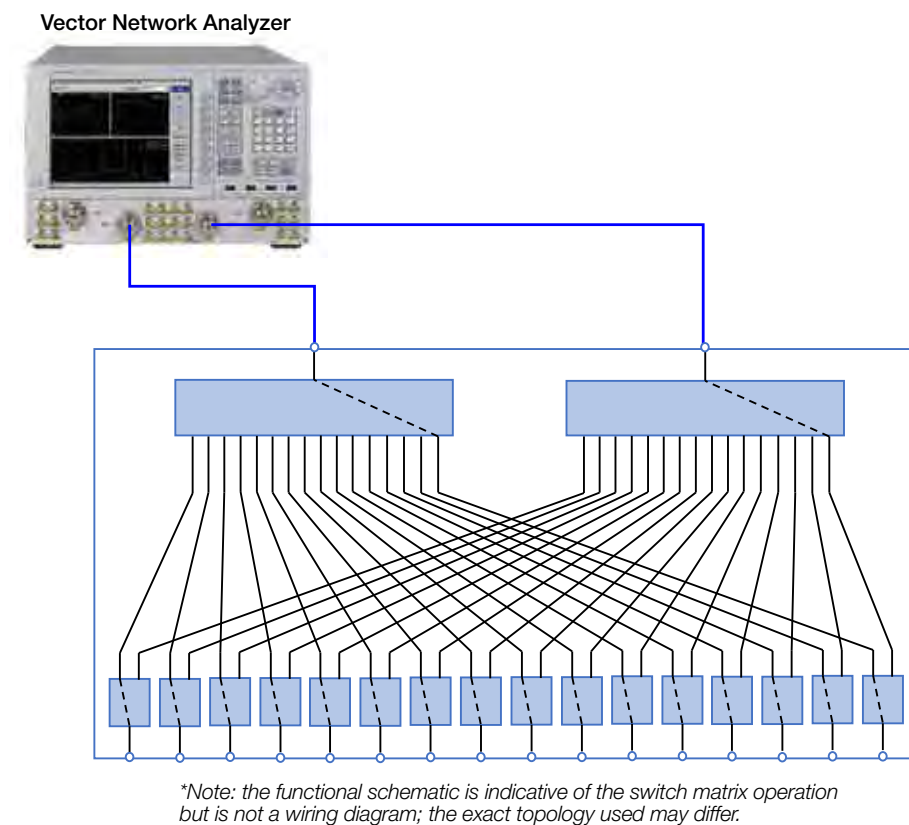 Vector Network Analyzer
*Note: the functional schematic is indicative of the switch matrix operation
but is not a wiring diagram; the exact topology used may differ.